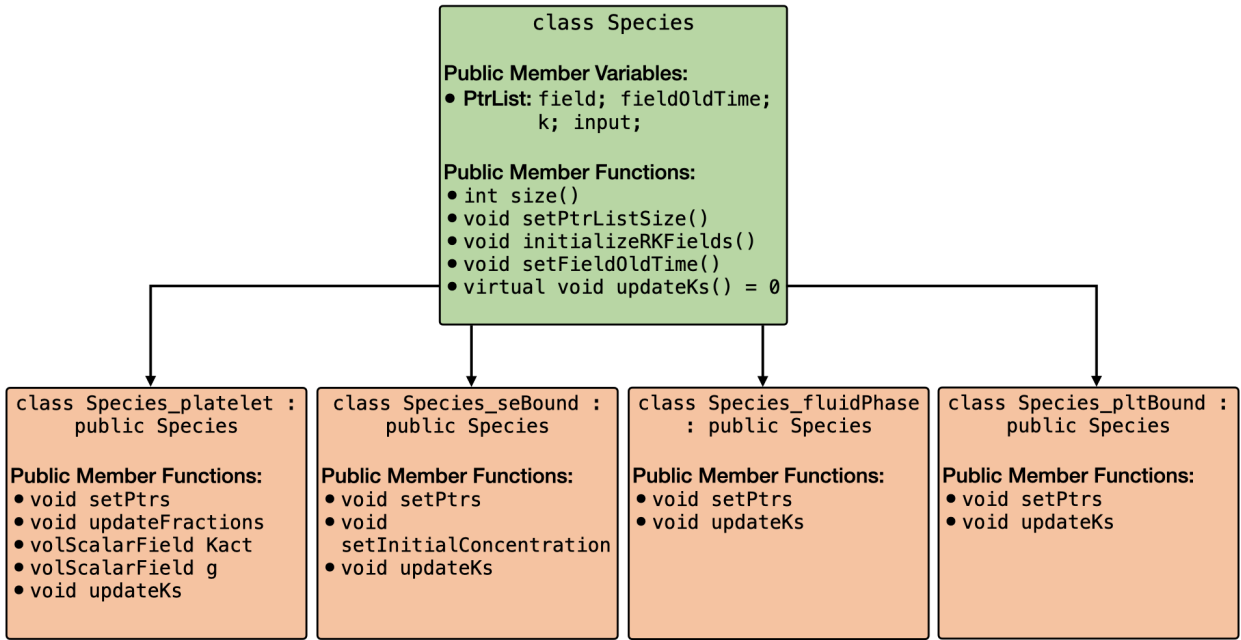 class Species
Public Member Variables:
• PtrList: field; fieldOldTime;
k; input;
Public Member Functions:
• int size()
• void setPtrListSize()
• void initializeRKFields()
• void setFieldOldTime()
• virtual void updateKs() = 0
class Species_platelet :
public Species
Public Member Functions:
• void setPtrs
• void updateFractions
• volScalarField Kact
• volScalarField g
• void updateKs
class Species_seBound :
public Species
Public Member Functions:
• void setPtrs
• void
setInitialConcentration
• void updateKs
class Species_fluidPhase
: public Species
Public Member Functions:
• void setPtrs
• void updateKs
class Species_pltBound :
public Species
Public Member Functions:
• void setPtrs
• void updateKs